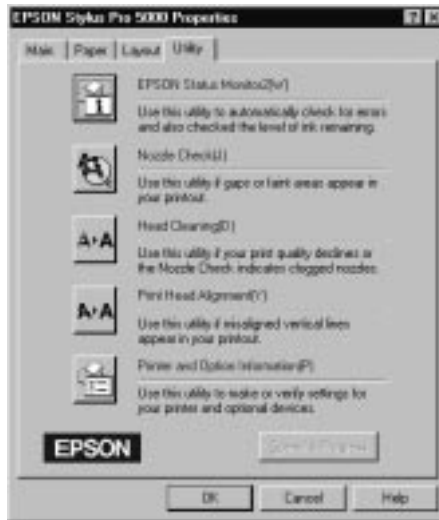 EPSON Stylus Pro 5000 Properties
Main Paper Layout Utility
EPSON Status Monitor2(W)
Use this utility to automatically check for errors
and also checked the level of ink remaining.
Nozzle Check(J)
Use this utility if gaps or faint areas appear in
your printout.
Head Cleaning(D)
Use this utility if your print quality declines or
the Nozzle Check indicates clogged nozzles.
Print Head Alignment(Y)
Use this utility if misaligned vertical lines
appear in your printout.
Printer and Option Information(P)
Use this utility to make or verify settings for
your printer and optional devices.
EPSON
OK Cancel Help